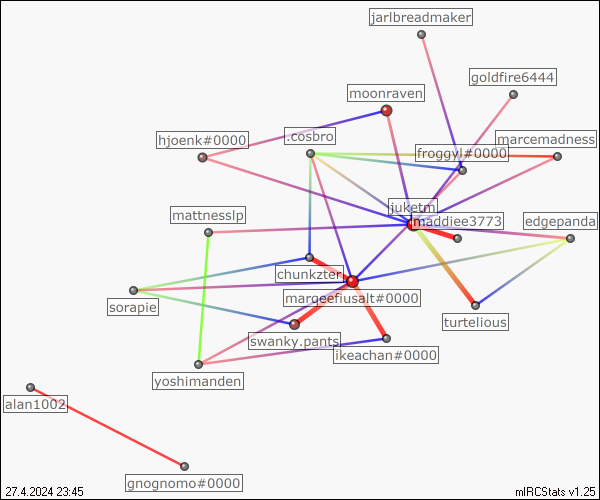 jarlbreadmaker
goldfire6444
moonraven
.cosbro
marcemadness
hjoenk#0000
froggyl#0000
juketm
mattnesslp
maddiee3773
edgepanda
chunkzter
marqeefiusalt#0000
sorapie
turtelious
swanky.pants
ikeachan#0000
yoshimanden
alan1002
gnognomo#0000
27.4.2024 23:45
mIRCStats v1.25